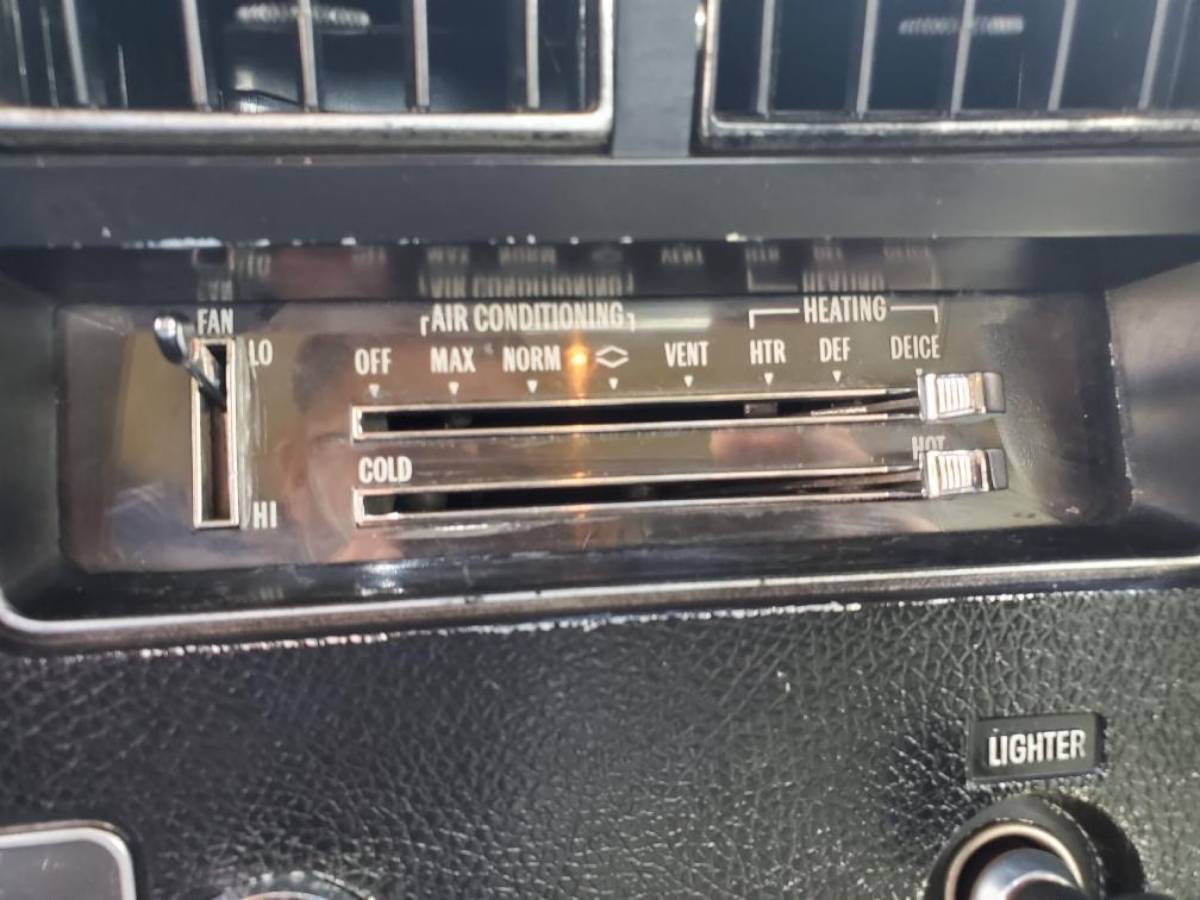 FAN
AIR CONDITIONING
HEATING
LO
OFF MAX NORM VENT HTR DEF DEICE
HOT
COLD
HI
LIGHTER